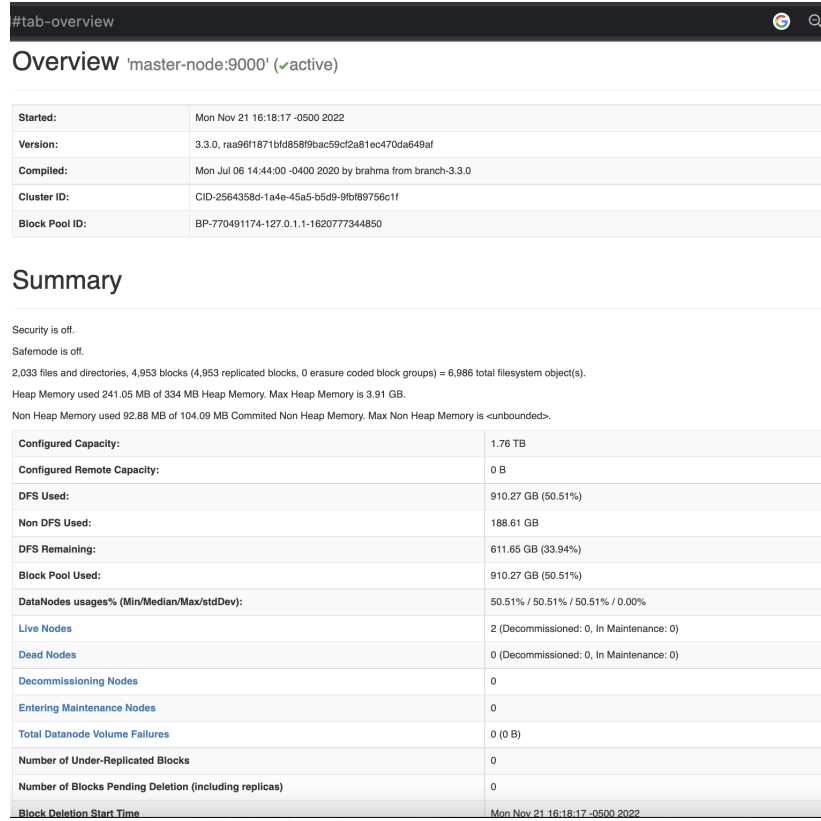 #tab-overview
Overview 'master-node:9000' (✔active)
Started: Mon Nov 21 16:18:17 -0500 2022
Version: 3.3.0, raa96f1871bfd858f9bac59cf2a81ec470da649af
Compiled: Mon Jul 06 14:44:00 -0400 2020 by brahma from branch-3.3.0
Cluster ID: CID-2564358d-1a4e-45a5-b5d9-9fbf89756c1f
Block Pool ID: BP-770491174-127.0.1.1-1620777344850
Summary
Security is off.
Safemode is off.
2,033 files and directories, 4,953 blocks (4,953 replicated blocks, 0 erasure coded block groups) = 6,986 total filesystem object(s).
Heap Memory used 241.05 MB of 334 MB Heap Memory. Max Heap Memory is 3.91 GB.
Non Heap Memory used 92.88 MB of 104.09 MB Commited Non Heap Memory. Max Non Heap Memory is <unbounded>.
Configured Capacity: 1.76 TB
Configured Remote Capacity: 0 B
DFS Used: 910.27 GB (50.51%)
Non DFS Used: 188.61 GB
DFS Remaining: 611.65 GB (33.94%)
Block Pool Used: 910.27 GB (50.51%)
DataNodes usages% (Min/Median/Max/stdDev): 50.51% / 50.51% / 50.51% / 0.00%
Live Nodes 2 (Decommissioned: 0, In Maintenance: 0)
Dead Nodes 0 (Decommissioned: 0, In Maintenance: 0)
Decommissioning Nodes 0
Entering Maintenance Nodes 0
Total Datanode Volume Failures 0 (0 B)
Number of Under-Replicated Blocks 0
Number of Blocks Pending Deletion (including replicas) 0
Block Deletion Start Time Mon Nov 21 16:18:17 -0500 2022